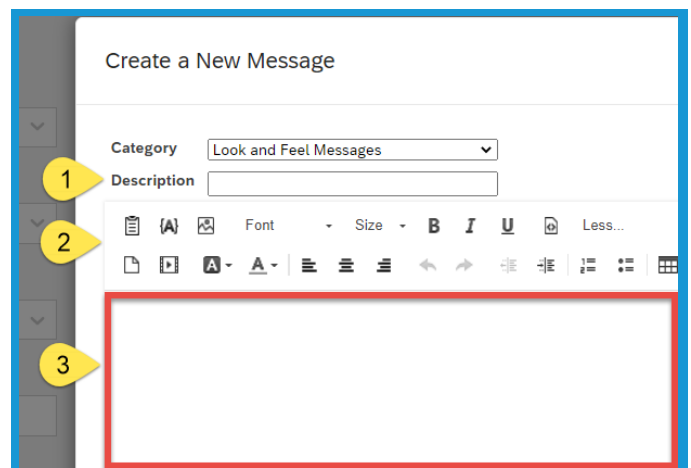 Create a New Message
Category Look and Feel Messages
1 Description
{A} Font Size B I U Less...
2
A A
3